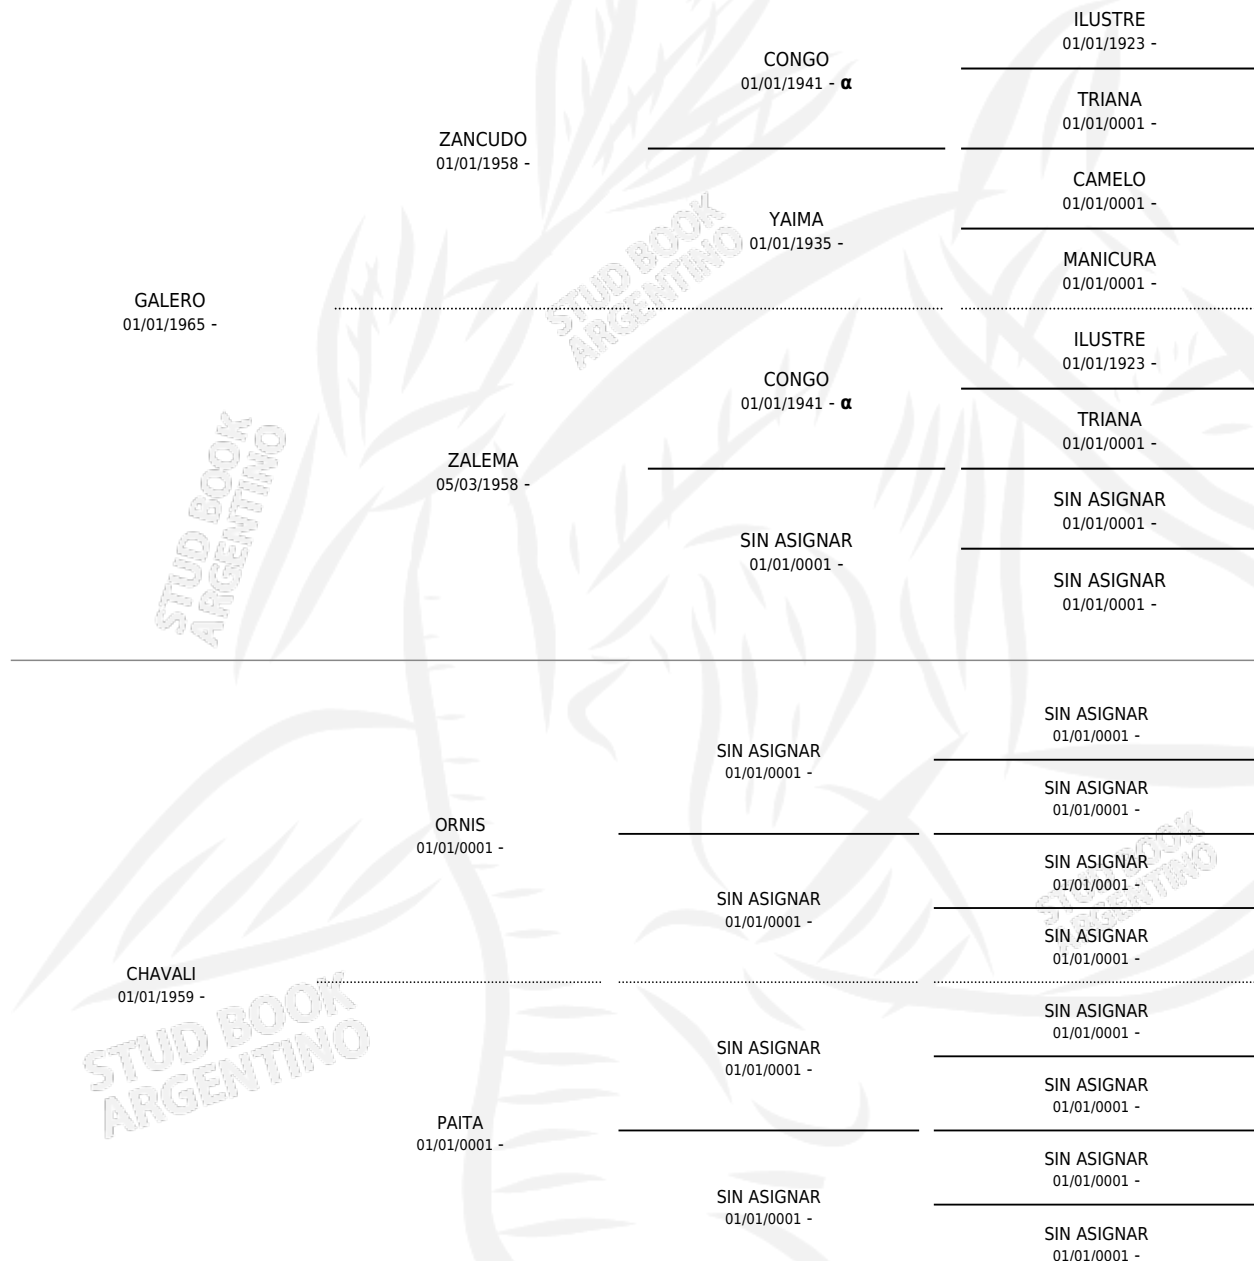 ILUSTRE
01/01/1923 -
CONGO
01/01/1941 - α
TRIANA
01/01/0001 -
ZANCUDO
01/01/1958 -
CAMELO
01/01/0001 -
YAIMA
01/01/1935 -
STUD BOOK
ARGENTINO
MANICURA
01/01/0001 -
GALERO
01/01/1965 -
ILUSTRE
01/01/1923 -
CONGO
01/01/1941 - α
TRIANA
01/01/0001 -
ZALEMA
05/03/1958 -
STUD BOOK
ARGENTINO
SIN ASIGNAR
01/01/0001 -
SIN ASIGNAR
01/01/0001 -
SIN ASIGNAR
01/01/0001 -
SIN ASIGNAR
01/01/0001 -
SIN ASIGNAR
01/01/0001 -
SIN ASIGNAR
01/01/0001 -
ORNIS
01/01/0001 -
STUD BOOK
ARGENTINO
SIN ASIGNAR
01/01/0001 -
SIN ASIGNAR
01/01/0001 -
SIN ASIGNAR
01/01/0001 -
CHAVALI
01/01/1959 -
STUD BOOK
ARGENTINO
SIN ASIGNAR
01/01/0001 -
SIN ASIGNAR
01/01/0001 -
SIN ASIGNAR
01/01/0001 -
PAITA
01/01/0001 -
SIN ASIGNAR
01/01/0001 -
SIN ASIGNAR
01/01/0001 -
SIN ASIGNAR
01/01/0001 -